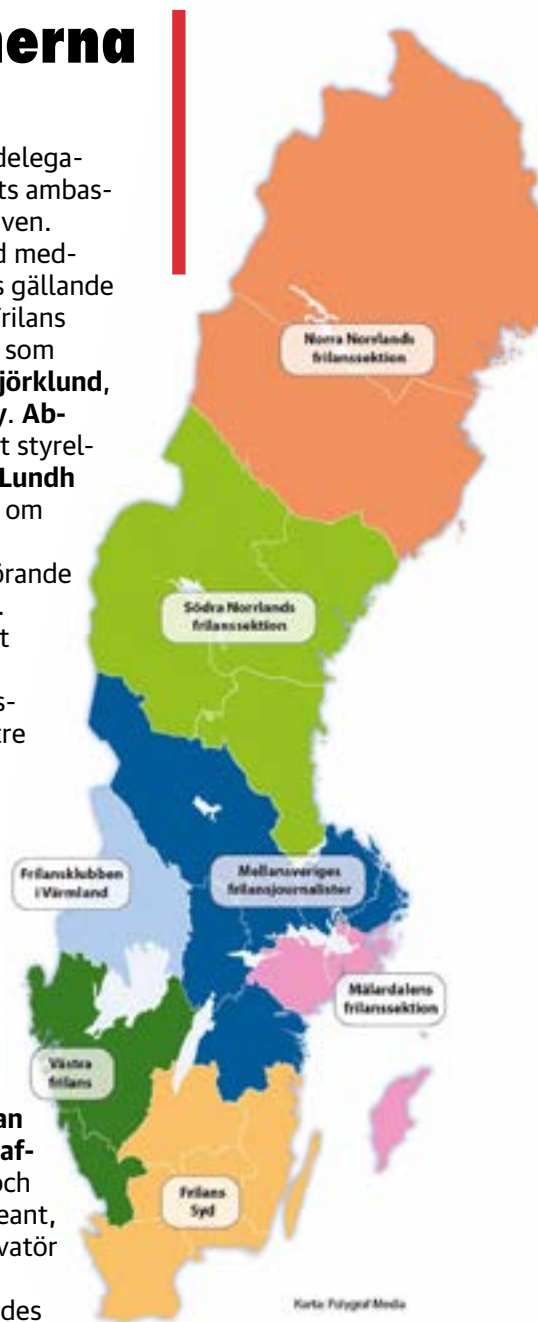 nerna
delega-
ts ambas-
ven.
d med-
s gällande
rilans
som
jörklund,
y. Ab-
t styrel-
Lundh
om
örande
.
t
s-
tre
an
af-
och
eant,
vatör
des
Norra Norrlands
frilanssektion
Södra Norrlands
frilanssektion
Frilansklubben
i Värmland
Mellansveriges
frilansjournalister
Mälardalens
frilanssektion
Västra
frilans
Frilans
Syd
Karta: Polygraf Media